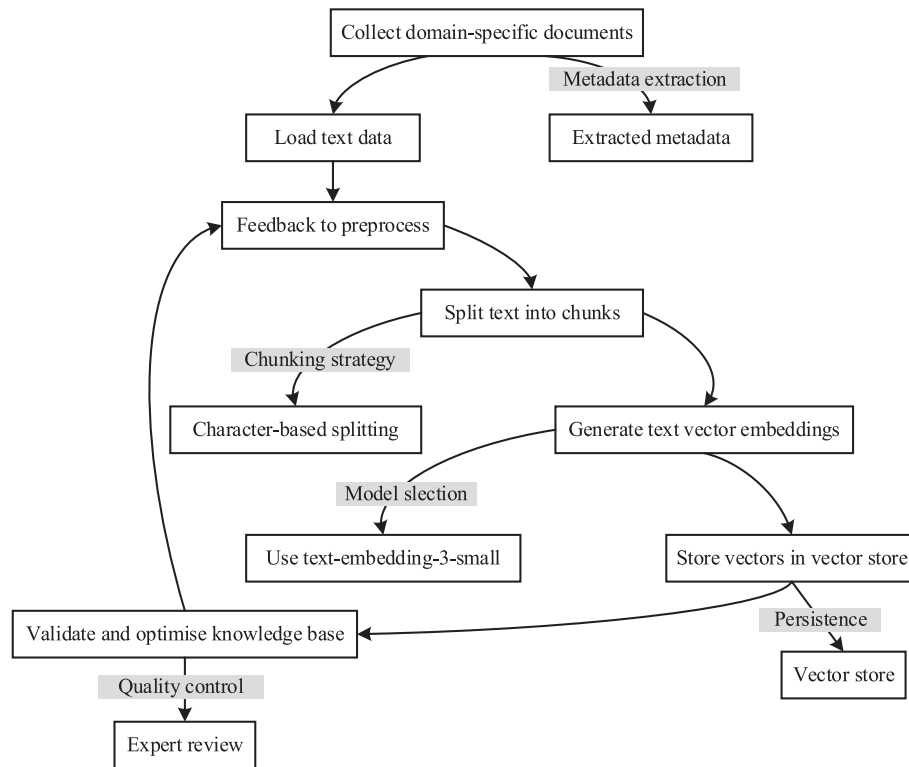 Collect domain-specific documents
Metadata extraction
Load text data
Extracted metadata
Feedback to preprocess
Split text into chunks
Chunking strategy
Character-based splitting
Generate text vector embeddings
Model slection
Use text-embedding-3-small
Store vectors in vector store
Validate and optimise knowledge base
Persistence
Vector store
Quality control
Expert review